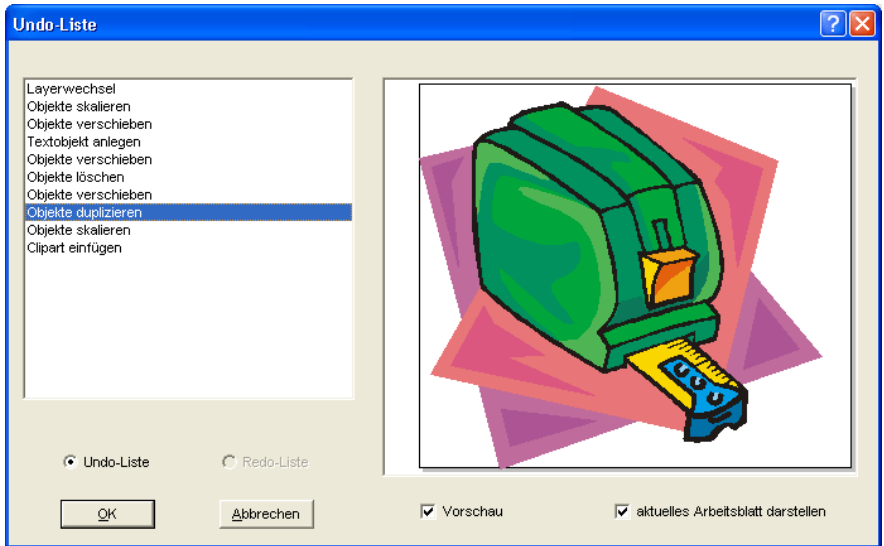 Undo-Liste
Layerwechsel
Objekte skalieren
Objekte verschieben
Textobjekt anlegen
Objekte verschieben
Objekte löschen
Objekte verschieben
Objekte duplizieren
Objekte skalieren
Clipart einfügen
Undo-Liste
Redo-Liste
OK
Abbrechen
Vorschau
aktuelles Arbeitsblatt darstellen